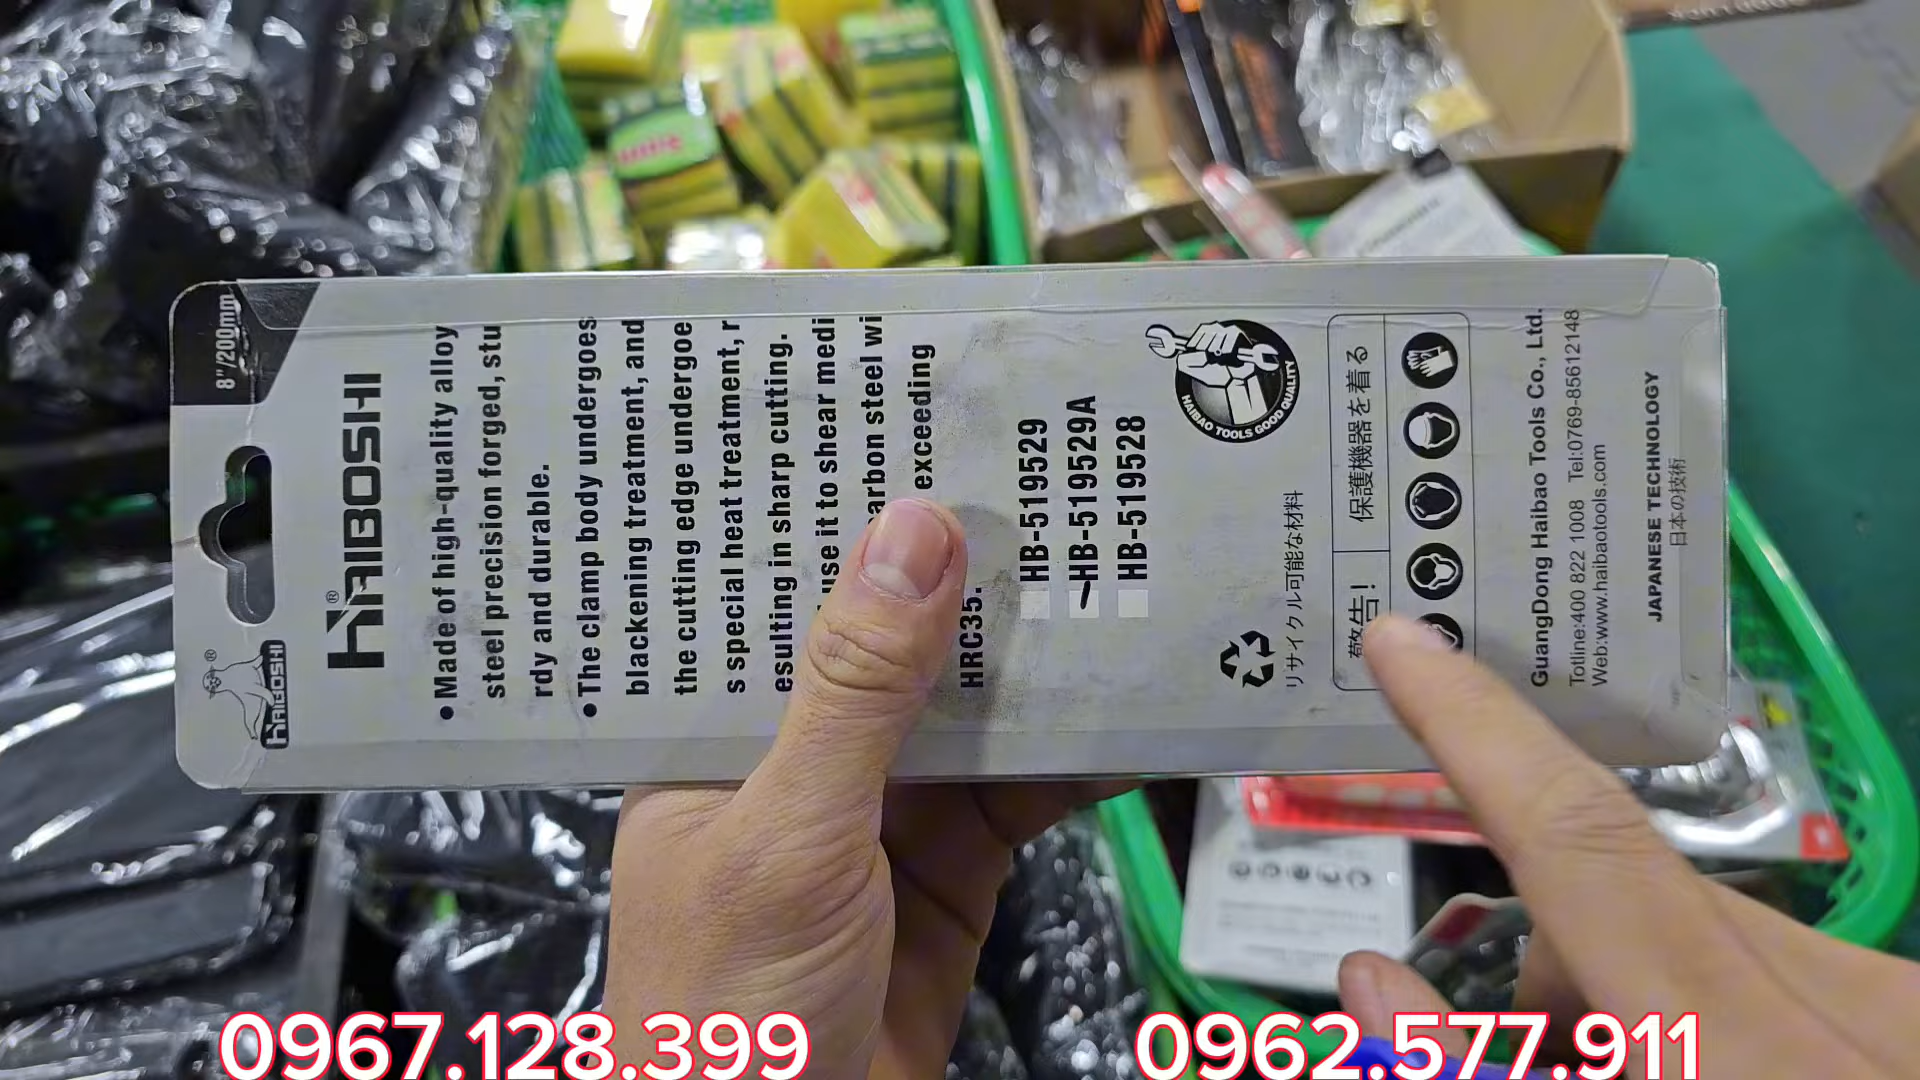 8"/200mm
HAIBOSHI
®
HAIBOSHI
®
• Made of high-quality alloy
steel precision forged, stu
rdy and durable.
• The clamp body undergoes
blackening treatment, and
the cutting edge undergoe
s special heat treatment, r
esulting in sharp cutting.
use it to shear medi
arbon steel wi
exceeding
HRC35.
HB-519529
HB-519529A
HB-519528
HAIBAO TOOLS GOOD QUALITY
リサイクル可能な材料
警告!
保護機器を着る
GuangDong Haibao Tools Co., Ltd.
Totline:400 822 1008 Tel:0769-85612148
Web:www.haibaotools.com
JAPANESE TECHNOLOGY
日本の技術
0967.128.399
0962.577.911